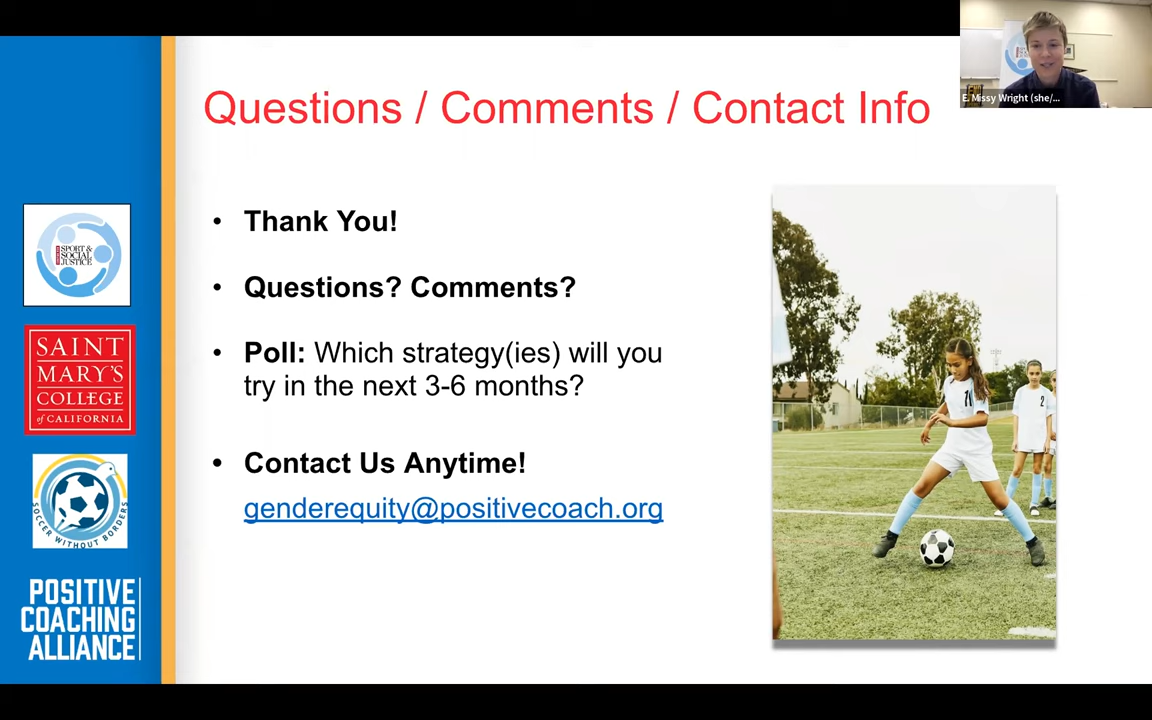 E. Missy Wright (she/...
Questions / Comments / Contact Info
• Thank You!
• Questions? Comments?
• Poll: Which strategy(ies) will you
try in the next 3-6 months?
• Contact Us Anytime!
genderequity@positivecoach.org
SPORT &
SOCIAL
JUSTICE
SAINT
MARY'S
COLLEGE
of CALIFORNIA
SOCCER WITHOUT BORDERS
POSITIVE
COACHING
ALLIANCE
11
2